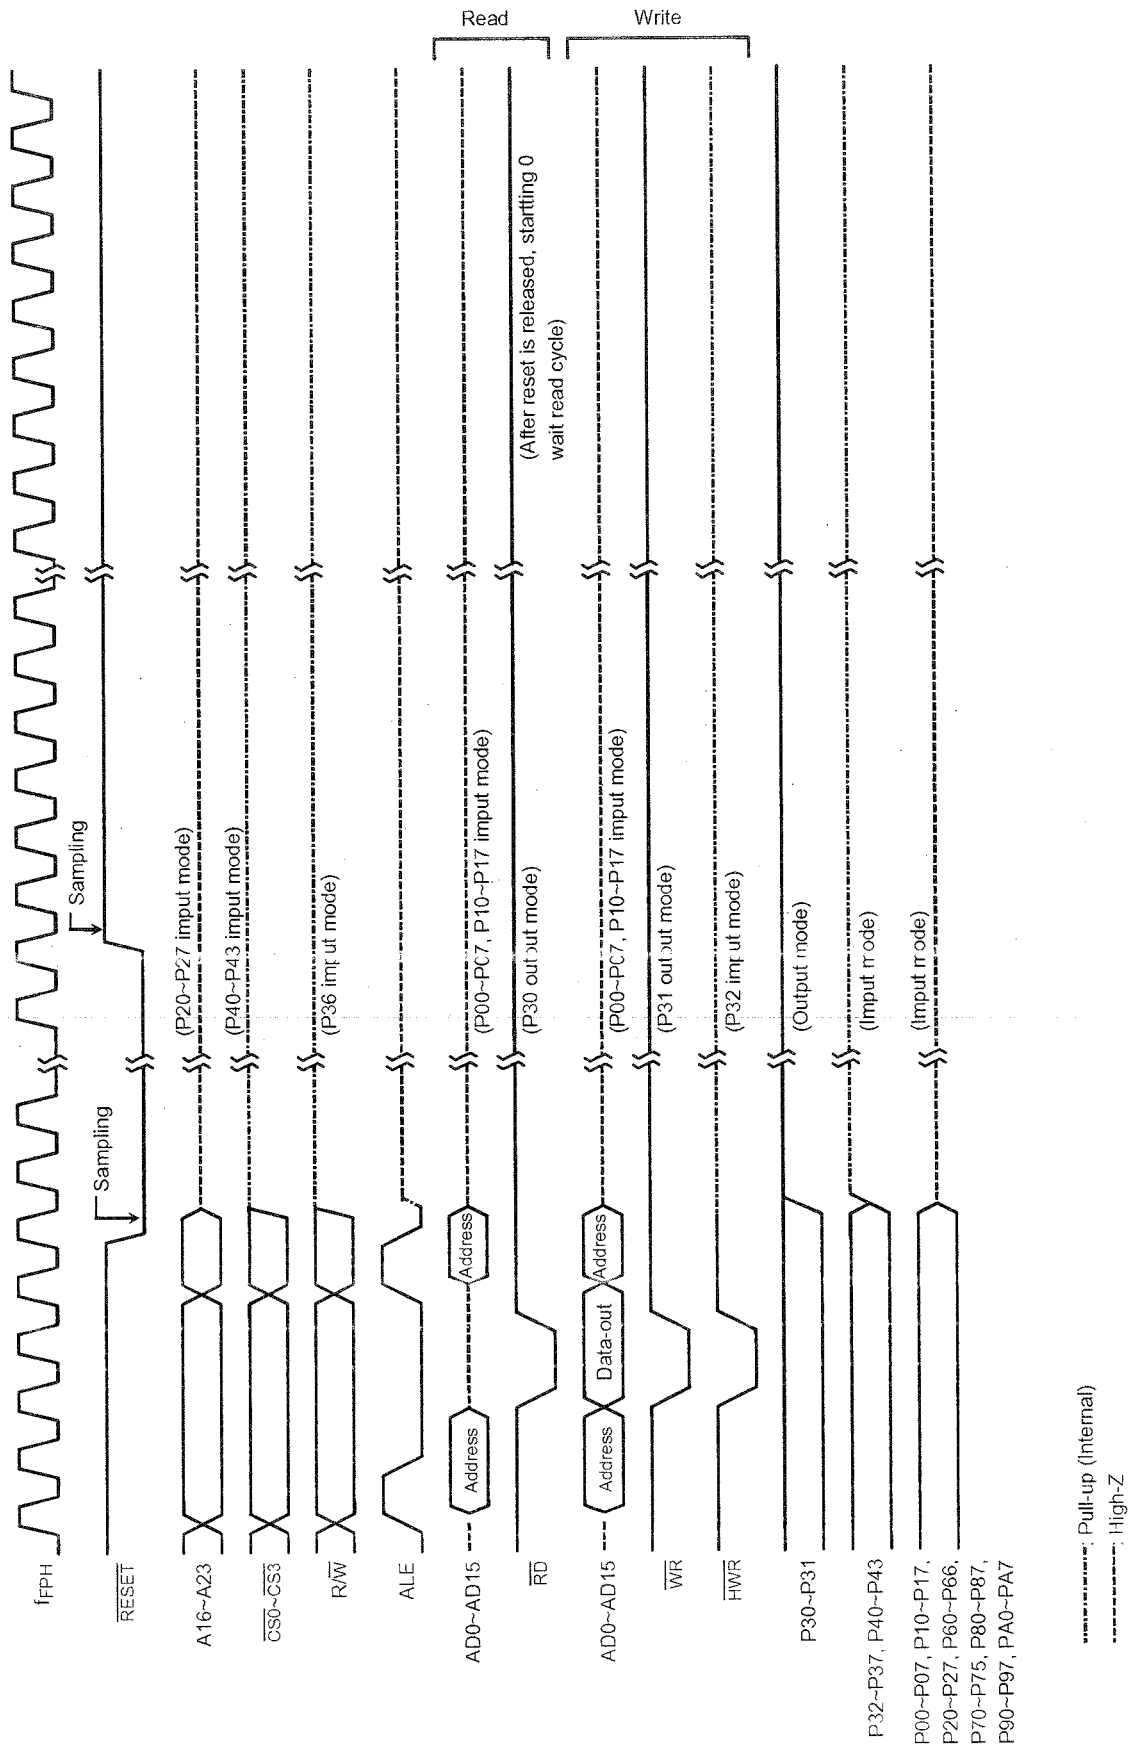 fFPH
RESET
A16~A23
CS0~CS3
R/W
ALE
AD0~AD15
RD
AD0~AD15
WR
HWR
P30~P31
P32~P37, P40~P43
P00~P07, P10~P17,
P20~P27, P60~P66,
P70~P75, P80~P87,
P90~P97, PA0~PA7
Read
Write
Sampling
Sampling
(P20~P27 imput mode)
(P40~P43 imput mode)
(P36 imput mode)
Address
Address
(P00~P07, P10~P17 imput mode)
(P30 output mode)
(After reset is released, startting 0
wait read cycle)
Address
Data-out
Address
(P00~P07, P10~P17 imput mode)
(P31 output mode)
(P32 imput mode)
(Output mode)
(Imput mode)
(Imput mode)
: Pull-up (Internal)
: High-Z